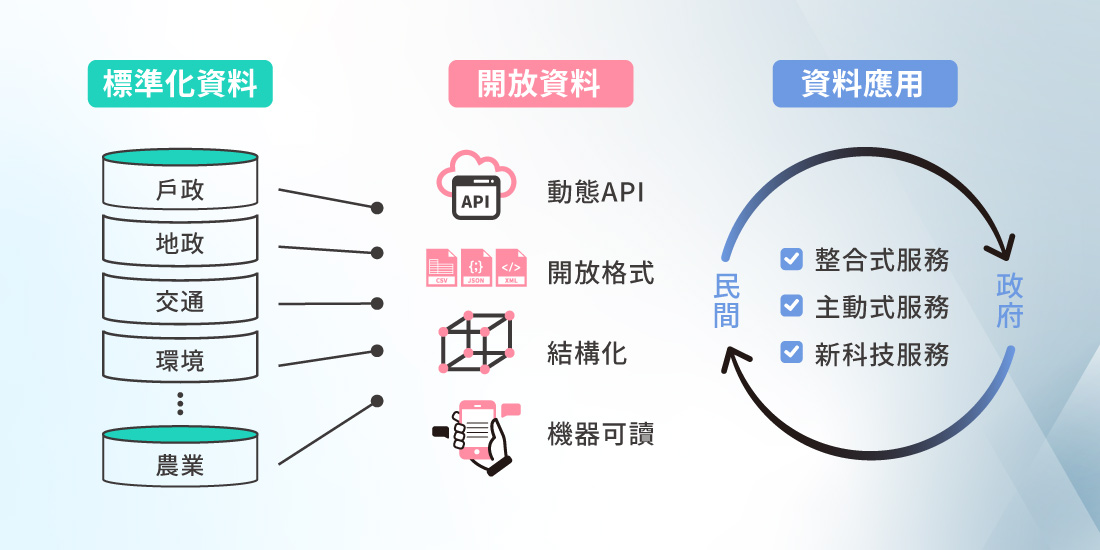 標準化資料
戶政
地政
交通
環境
農業
開放資料
API
動態API
CSV
{;}
JSON
</>
XML
開放格式
結構化
機器可讀
資料應用
民間
整合式服務
主動式服務
新科技服務
政府